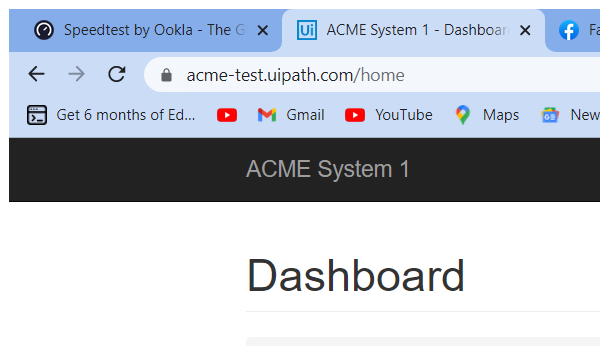 Speedtest by Ookla - The G
Ui ACME System 1 - Dashboar
Fa
acme-test.uipath.com/home
Get 6 months of Ed... Gmail YouTube Maps New
ACME System 1
Dashboard